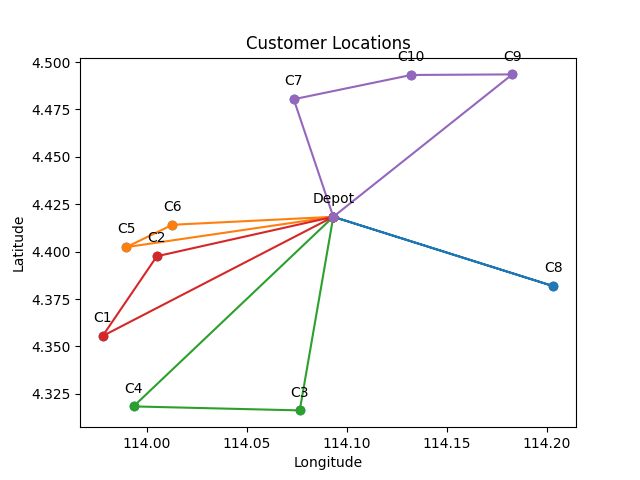 Customer Locations
C10
C9
C7
C6
Depot
C5
C2
C8
C1
C4
C3
4.500
4.475
4.450
4.425
4.400
4.375
4.350
4.325
Latitude
114.00 114.05 114.10 114.15 114.20
Longitude